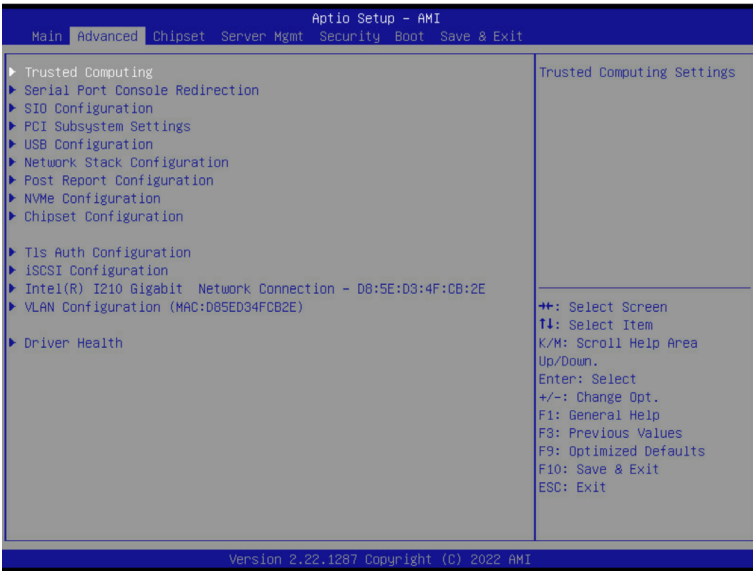 Aptio Setup – AMI
Main Advanced Chipset Server Mgmt Security Boot Save & Exit
Trusted Computing
Serial Port Console Redirection
SIO Configuration
PCI Subsystem Settings
USB Configuration
Network Stack Configuration
Post Report Configuration
NVMe Configuration
Chipset Configuration
Tls Auth Configuration
iSCSI Configuration
Intel(R) I210 Gigabit Network Connection – D8:5E:D3:4F:CB:2E
VLAN Configuration (MAC:D85ED34FCB2E)
Driver Health
Trusted Computing Settings
→←: Select Screen
↑↓: Select Item
K/M: Scroll Help Area
Up/Down.
Enter: Select
+/-: Change Opt.
F1: General Help
F3: Previous Values
F9: Optimized Defaults
F10: Save & Exit
ESC: Exit
Version 2.22.1287 Copyright (C) 2022 AMI